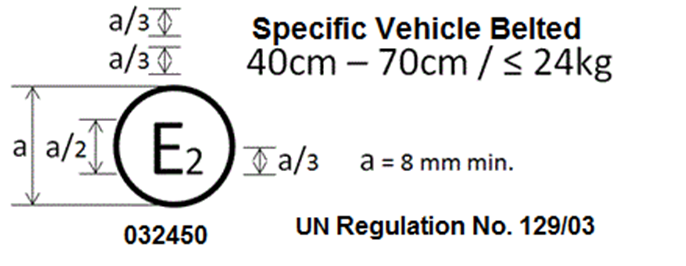 a/3 Specific Vehicle Belted
a/3 40cm – 70cm / ≤ 24kg
a a/2 E2 a/3 a = 8 mm min.
032450 UN Regulation No. 129/03